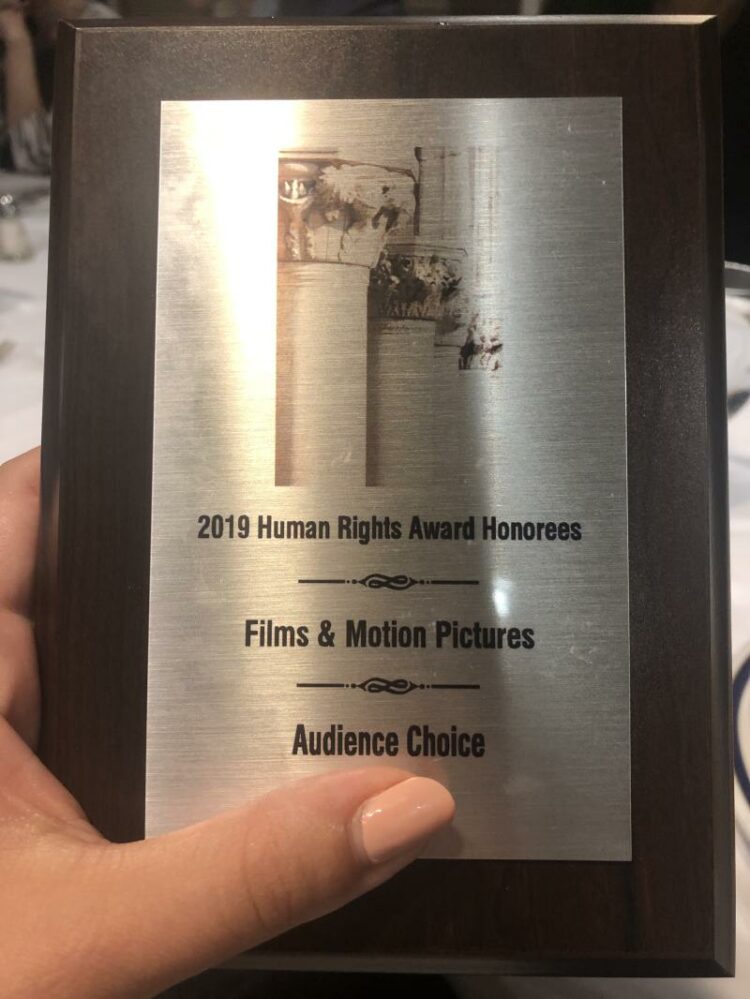 2019 Human Rights Award Honorees
Films & Motion Pictures
Audience Choice